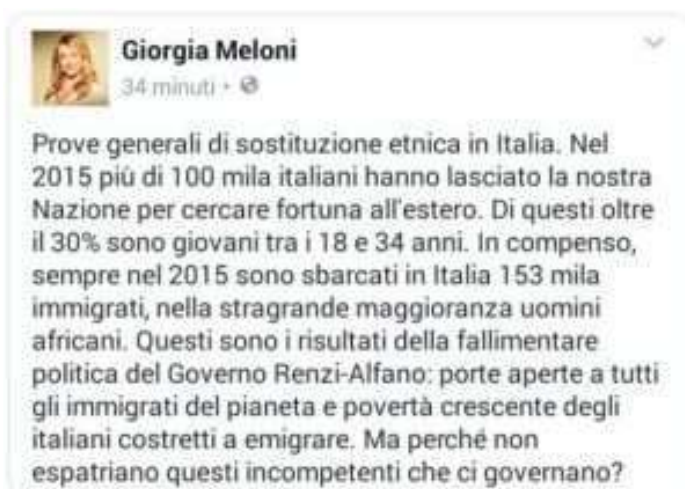 Giorgia Meloni
34 minuti ·
Prove generali di sostituzione etnica in Italia. Nel
2015 più di 100 mila italiani hanno lasciato la nostra
Nazione per cercare fortuna all'estero. Di questi oltre
il 30% sono giovani tra i 18 e 34 anni. In compenso,
sempre nel 2015 sono sbarcati in Italia 153 mila
immigrati, nella stragrande maggioranza uomini
africani. Questi sono i risultati della fallimentare
politica del Governo Renzi-Alfano: porte aperte a tutti
gli immigrati del pianeta e povertà crescente degli
italiani costretti a emigrare. Ma perché non
espatriano questi incompetenti che ci governano?